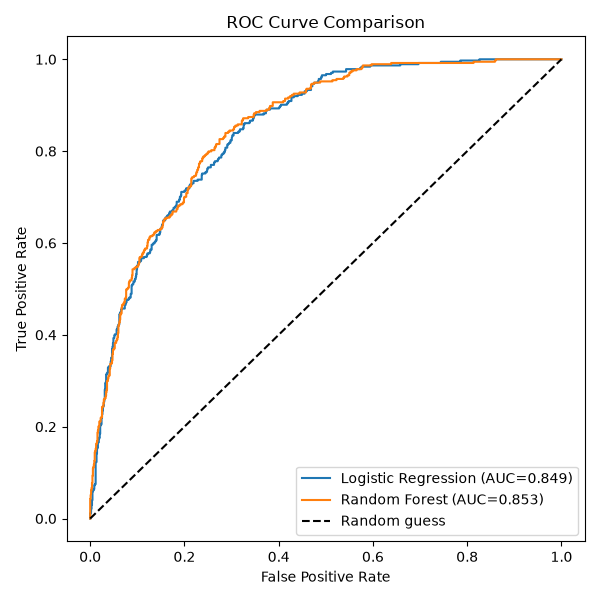 ROC Curve Comparison
True Positive Rate
1.0
0.8
0.6
0.4
0.2
0.0
Logistic Regression (AUC=0.849)
Random Forest (AUC=0.853)
Random guess
0.0 0.2 0.4 0.6 0.8 1.0
False Positive Rate